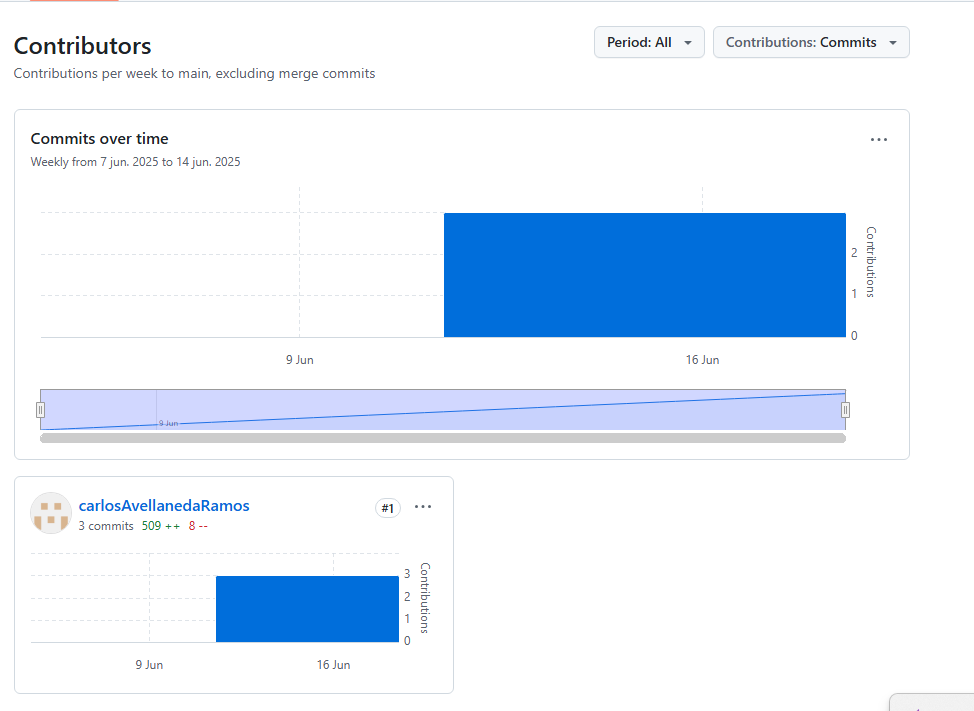 Contributors
Period: All
Contributions: Commits
Contributions per week to main, excluding merge commits
Commits over time
Weekly from 7 jun. 2025 to 14 jun. 2025
2
1
0
Contributions
9 Jun
16 Jun
9 Jun
carlosAvellanedaRamos
#1
3 commits 509 ++ 8 --
3
2
1
0
Contributions
9 Jun
16 Jun